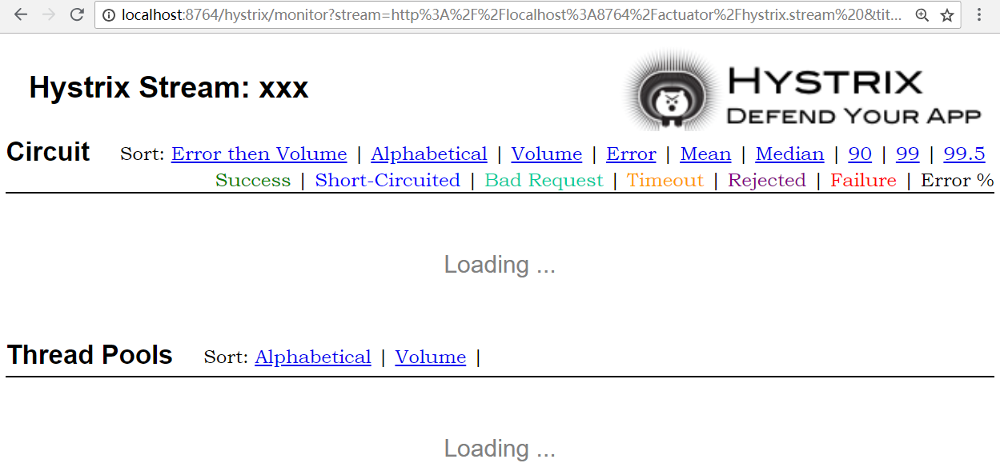 localhost:8764/hystrix/monitor?stream=http%3A%2F%2Flocalhost%3A8764%2Factuator%2Fhystrix.stream%20&tit...
Hystrix Stream: xxx
HYSTRIX
DEFEND YOUR APP
Circuit Sort: Error then Volume | Alphabetical | Volume | Error | Mean | Median | 90 | 99 | 99.5
Success | Short-Circuited | Bad Request | Timeout | Rejected | Failure | Error %
Loading ...
Thread Pools Sort: Alphabetical | Volume |
Loading ...